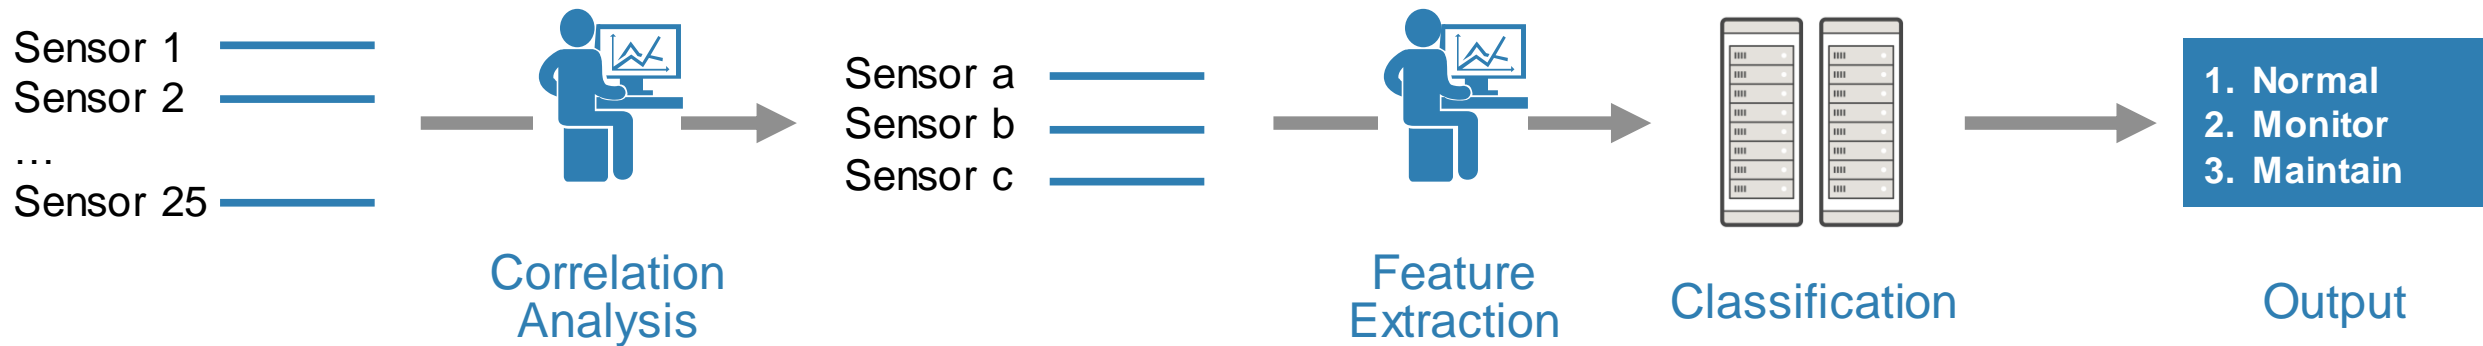 Sensor 1
Sensor 2
…
Sensor 25
Correlation
Analysis
Sensor a
Sensor b
Sensor c
Feature
Extraction
Classification
1. Normal
2. Monitor
3. Maintain
Output